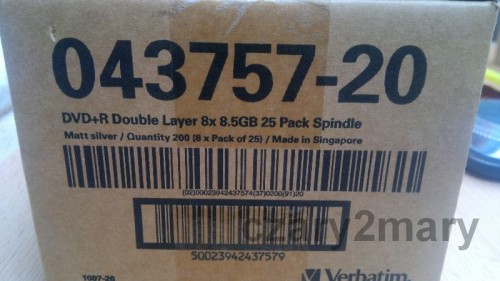 043757-20
DVD+R Double Layer 8x 8.5GB 25 Pack Spindle
Matt silver / Quantity 200 (8 x Pack of 25) / Made in Singapore
(02)00023942437574(37)0200(91)20
czary2mary
50023942437579
1007-20
Verbatim.